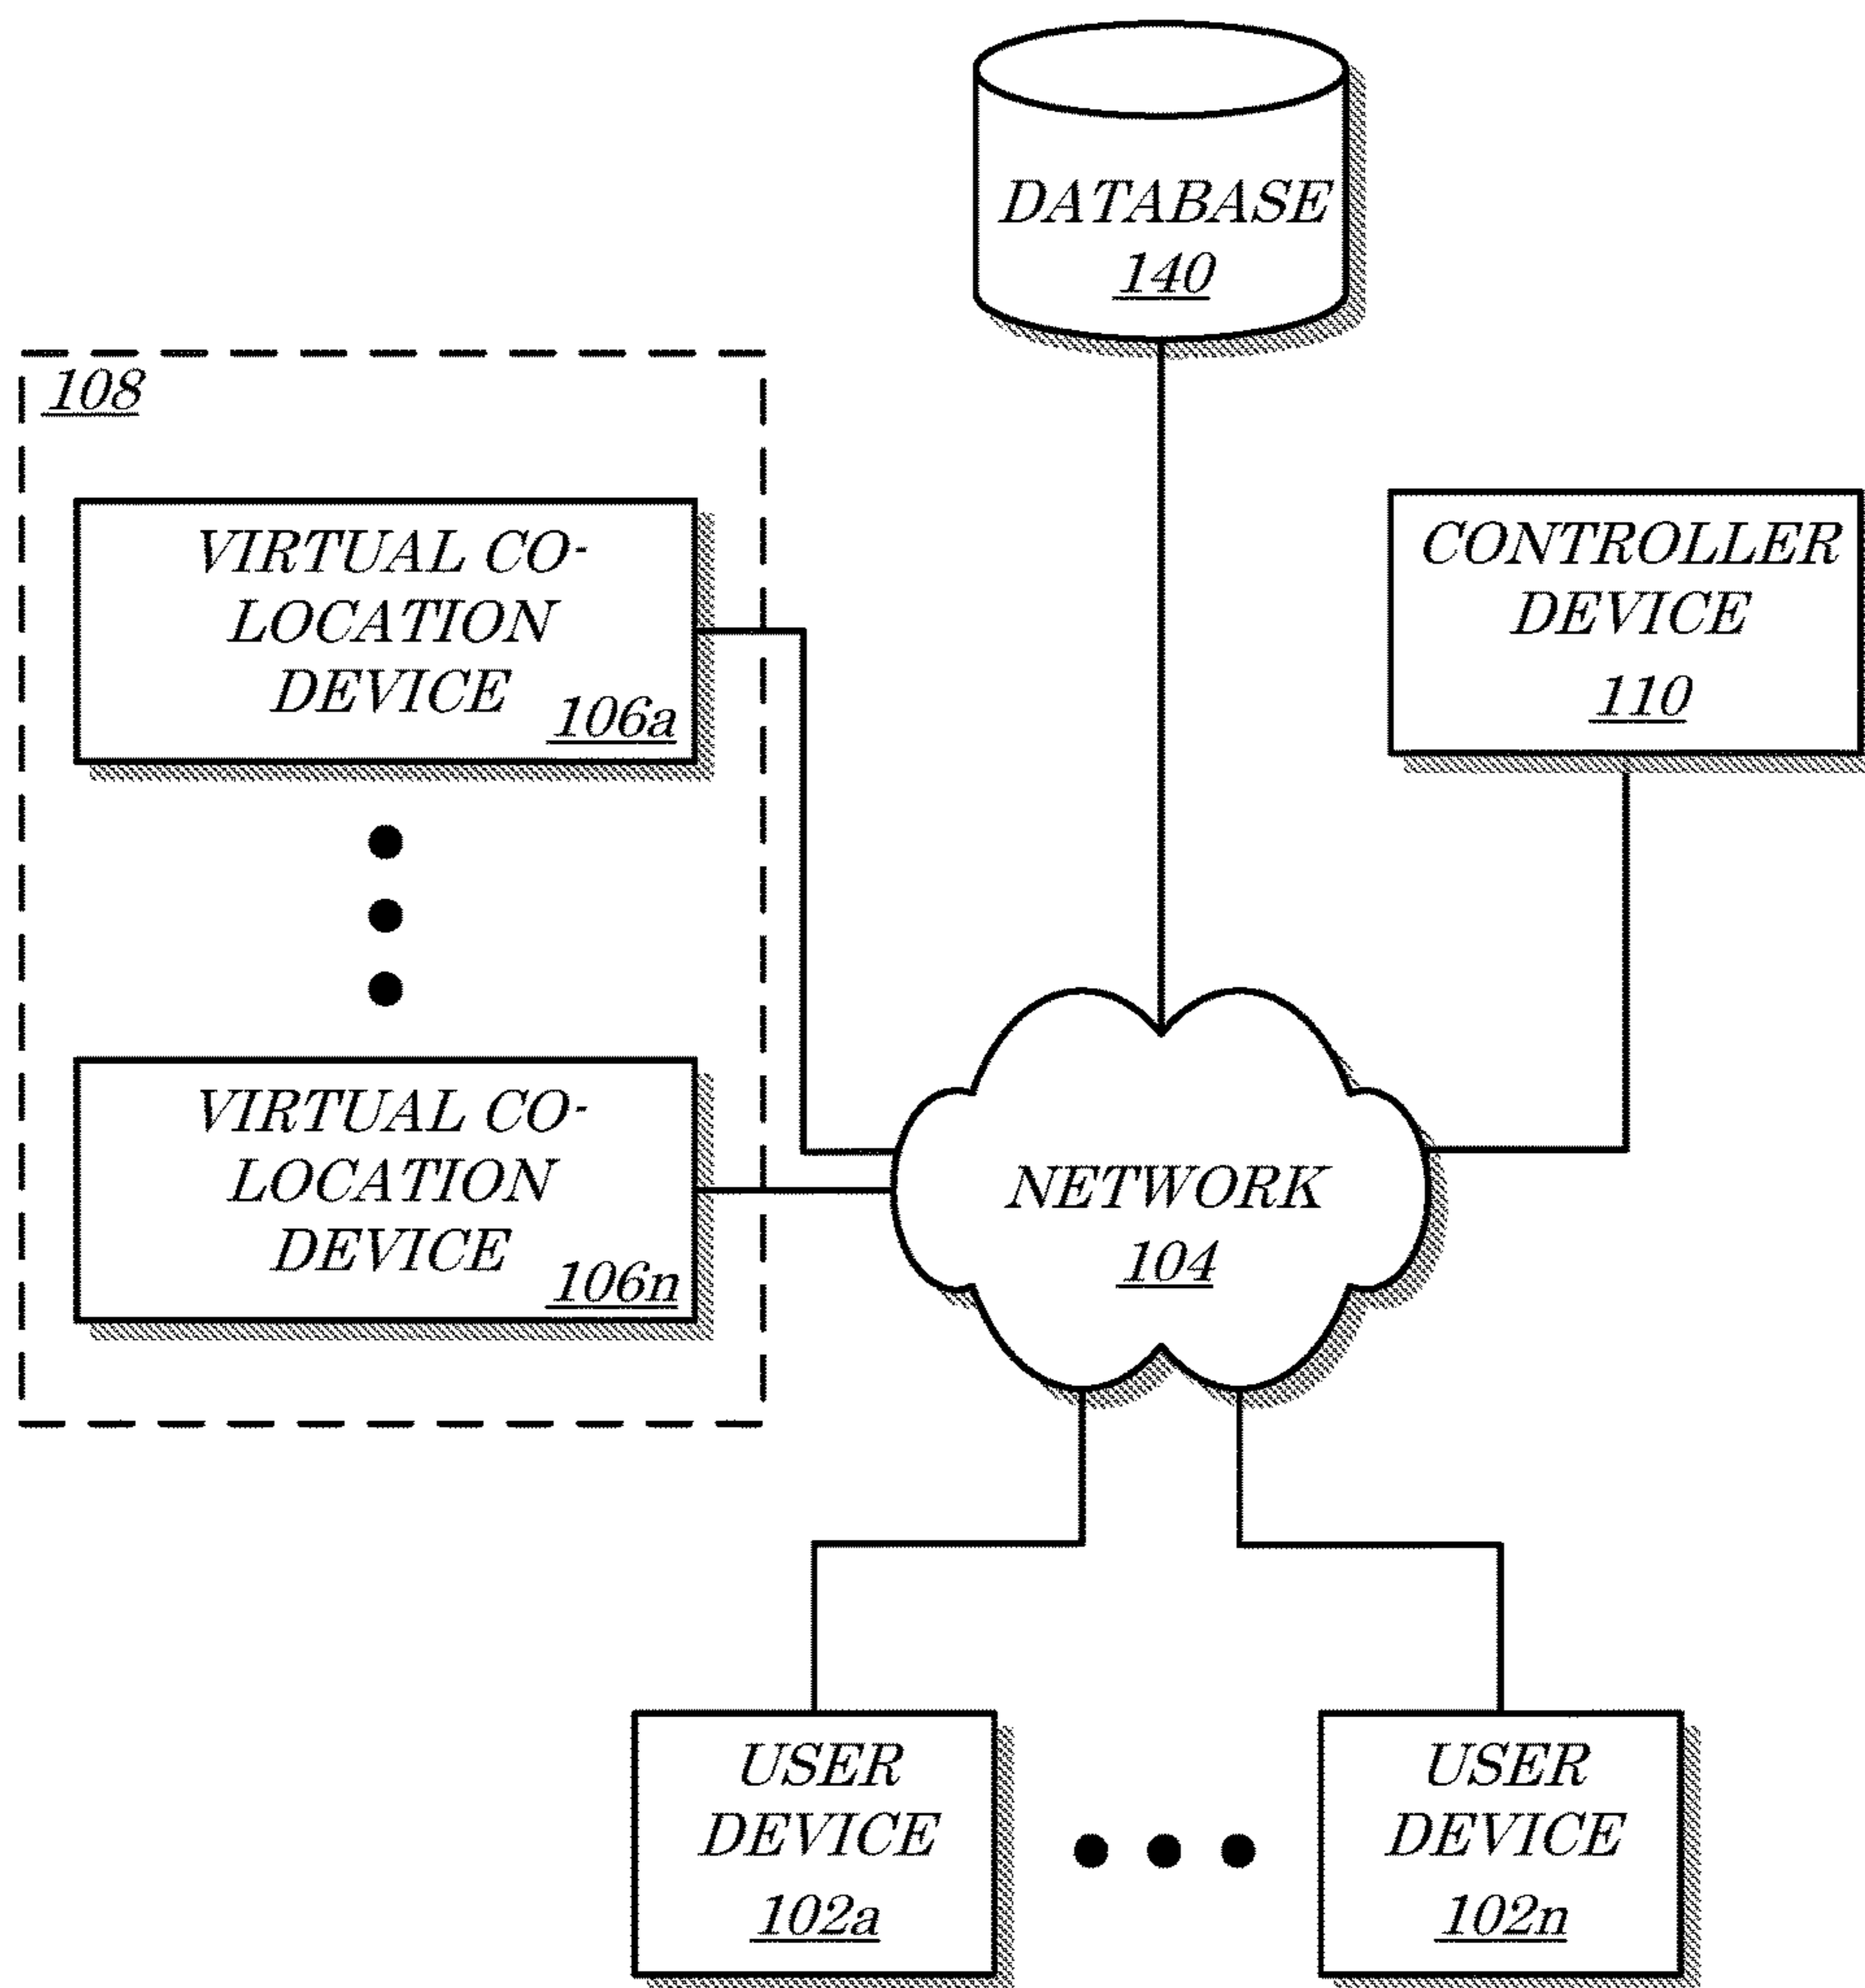 DATABASE
140
108
VIRTUAL CO-
LOCATION
DEVICE
106a
CONTROLLER
DEVICE
110
VIRTUAL CO-
LOCATION
DEVICE
106n
NETWORK
104
USER
DEVICE
102a
USER
DEVICE
102n